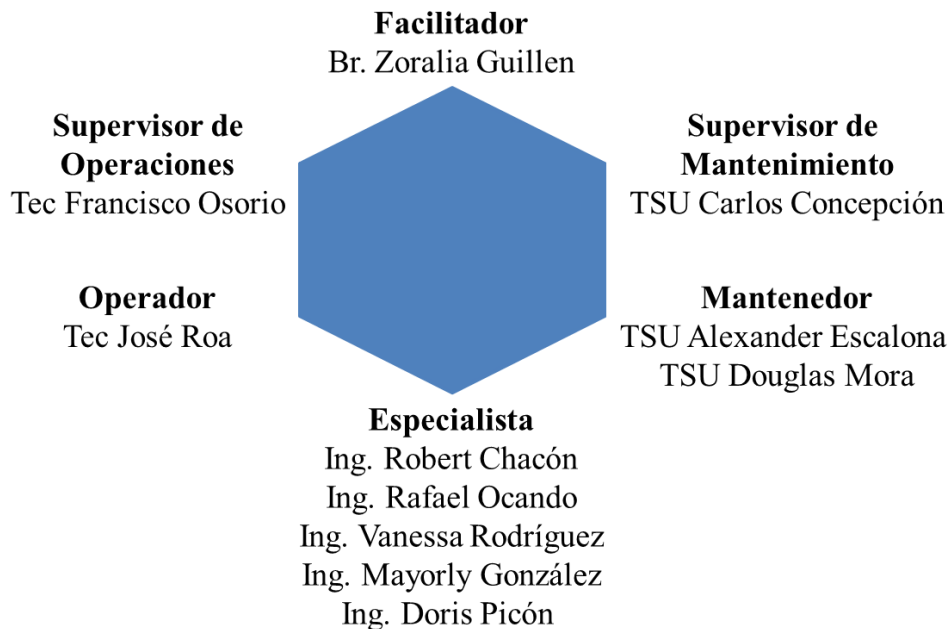 Facilitador
Br. Zoralia Guillen
Supervisor de
Operaciones
Tec Francisco Osorio
Supervisor de
Mantenimiento
TSU Carlos Concepción
Operador
Tec José Roa
Mantenedor
TSU Alexander Escalona
TSU Douglas Mora
Especialista
Ing. Robert Chacón
Ing. Rafael Ocando
Ing. Vanessa Rodríguez
Ing. Mayorly González
Ing. Doris Picón